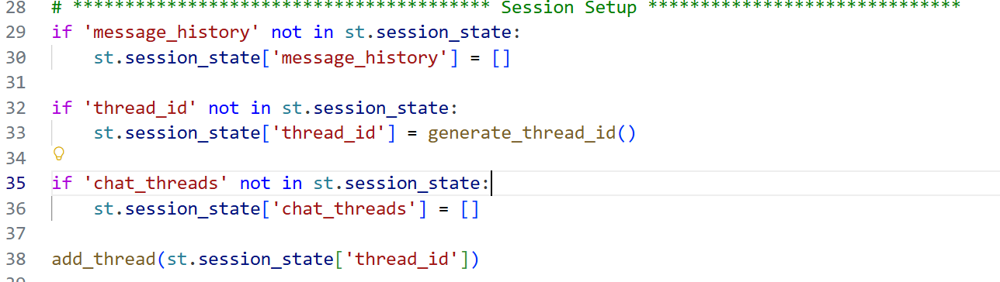 28 # **************************************** Session Setup ******************************
29 if 'message_history' not in st.session_state:
30     st.session_state['message_history'] = []
31
32 if 'thread_id' not in st.session_state:
33     st.session_state['thread_id'] = generate_thread_id()
34
35 if 'chat_threads' not in st.session_state:
36     st.session_state['chat_threads'] = []
37
38 add_thread(st.session_state['thread_id'])